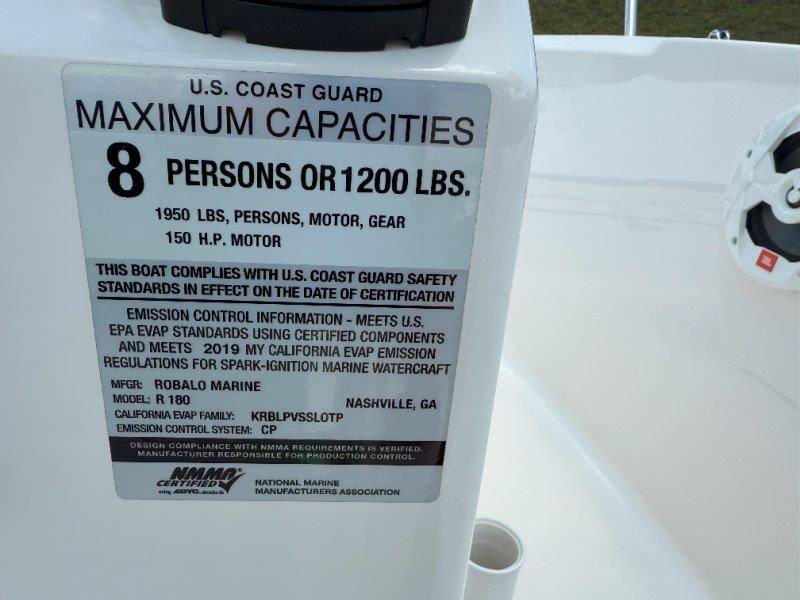 U.S. COAST GUARD
MAXIMUM CAPACITIES
8 PERSONS OR 1200 LBS.
1950 LBS, PERSONS, MOTOR, GEAR
150 H.P. MOTOR
THIS BOAT COMPLIES WITH U.S. COAST GUARD SAFETY
STANDARDS IN EFFECT ON THE DATE OF CERTIFICATION
EMISSION CONTROL INFORMATION - MEETS U.S.
EPA EVAP STANDARDS USING CERTIFIED COMPONENTS
AND MEETS 2019 MY CALIFORNIA EVAP EMISSION
REGULATIONS FOR SPARK-IGNITION MARINE WATERCRAFT
MFGR: ROBALO MARINE
MODEL: R 180 NASHVILLE, GA
CALIFORNIA EVAP FAMILY: KRBLPVSSLOTP
EMISSION CONTROL SYSTEM: CP
DESIGN COMPLIANCE WITH NMMA REQUIREMENTS IS VERIFIED.
MANUFACTURER RESPONSIBLE FOR PRODUCTION CONTROL.
NMMA®
CERTIFIED
using ABYC standards
NATIONAL MARINE
MANUFACTURERS ASSOCIATION
JBL